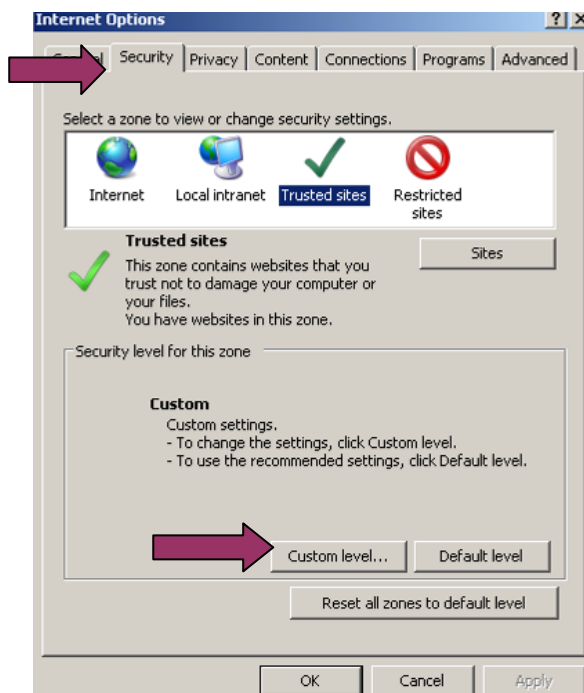 Internet Options
Security Privacy Content Connections Programs Advanced
Select a zone to view or change security settings.
Internet Local intranet Trusted sites Restricted
sites
Trusted sites
Sites
This zone contains websites that you
trust not to damage your computer or
your files.
You have websites in this zone.
Security level for this zone
Custom
Custom settings.
- To change the settings, click Custom level.
- To use the recommended settings, click Default level.
Custom level... Default level
Reset all zones to default level
OK Cancel Apply